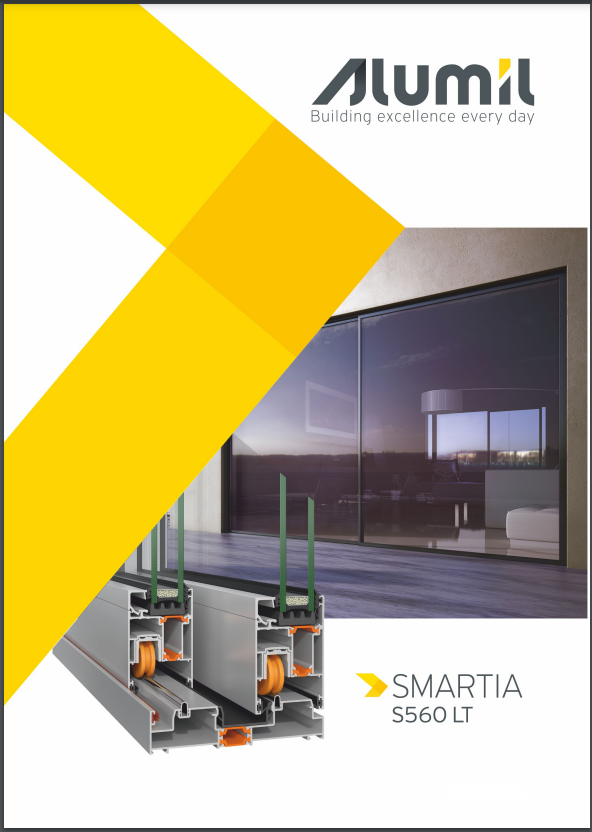 Alumil
Building excellence every day
SMARTIA
S560 LT